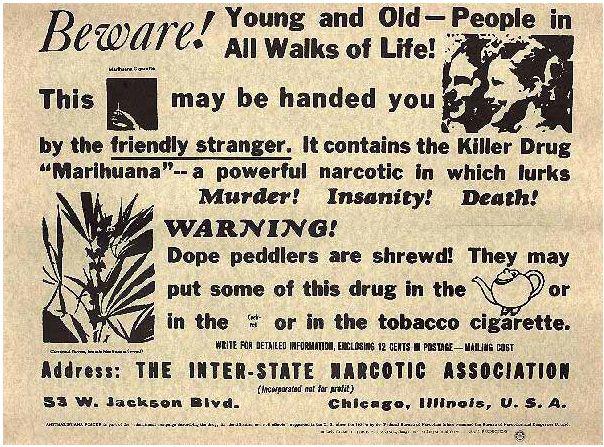 Beware!
Young and Old—People in
All Walks of Life!
Marihuana Cigarette
This may be handed you
by the friendly stranger. It contains the Killer Drug
“Marihuana”-- a powerful narcotic in which lurks
Murder! Insanity! Death!
WARNING!
Dope peddlers are shrewd! They may
put some of this drug in the or
in the Cock-
tail or in the tobacco cigarette.
WRITE FOR DETAILED INFORMATION, ENCLOSING 12 CENTS IN POSTAGE — MAILING COST
Address: THE INTER-STATE NARCOTIC ASSOCIATION
(Incorporated not for profit)
53 W. Jackson Blvd. Chicago, Illinois, U. S. A.